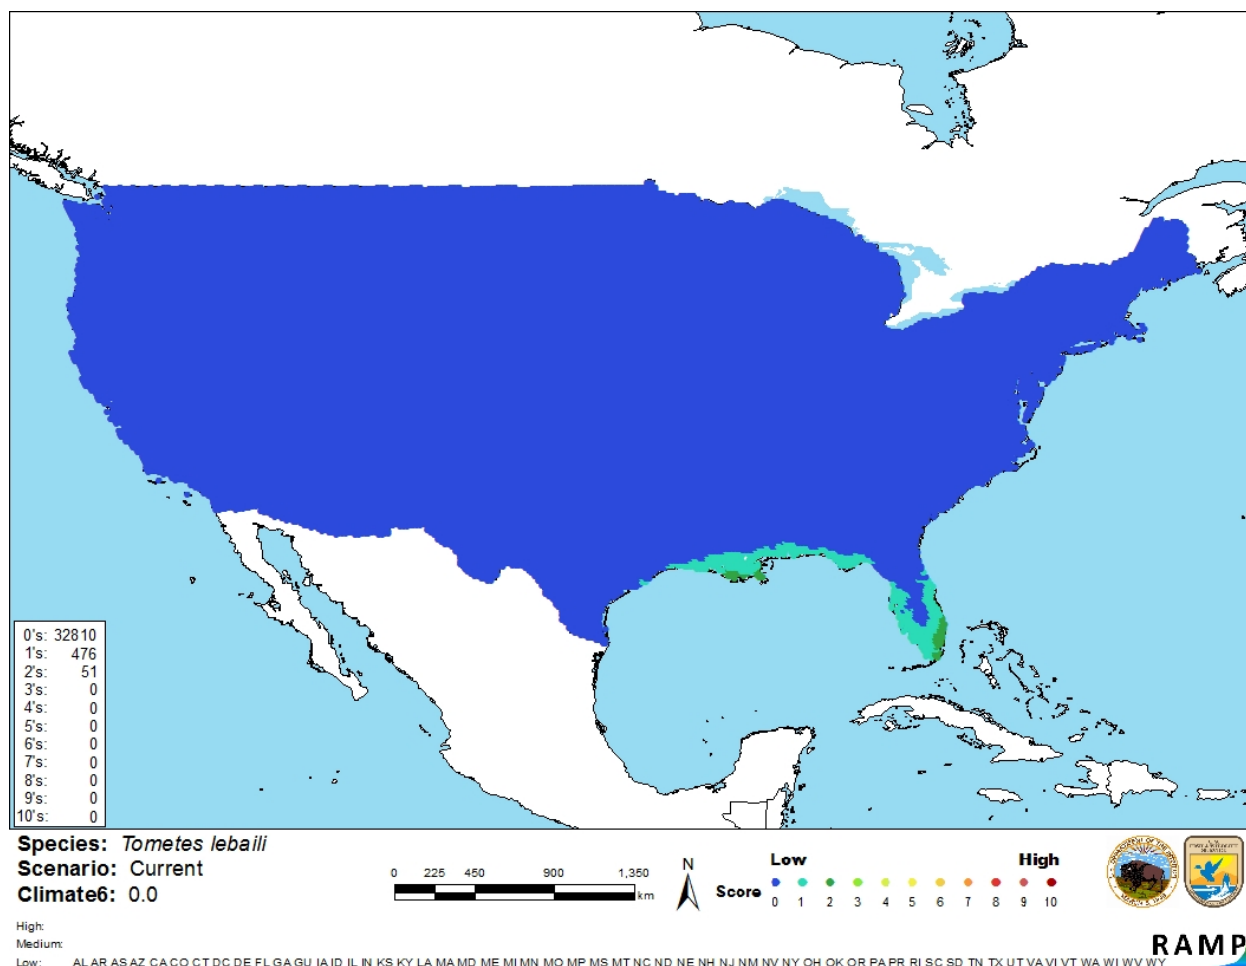 0's: 32810
1's: 476
2's: 51
3's: 0
4's: 0
5's: 0
6's: 0
7's: 0
8's: 0
9's: 0
10's: 0
Species: Tometes lebaili
Scenario: Current
Climate6: 0.0
0 225 450 900 1,350
km
N
Low High
Score
0 1 2 3 4 5 6 7 8 9 10
High:
Medium:
Low: AL AR AS AZ CA CO CT DC DE FL GA GU IA ID IL IN KS KY LA MA MD ME MI MN MO MP MS MT NC ND NE NH NJ NM NV NY OH OK OR PA PR RI SC SD TN TX UT VA VI VT WA WI WV WY
RAMP